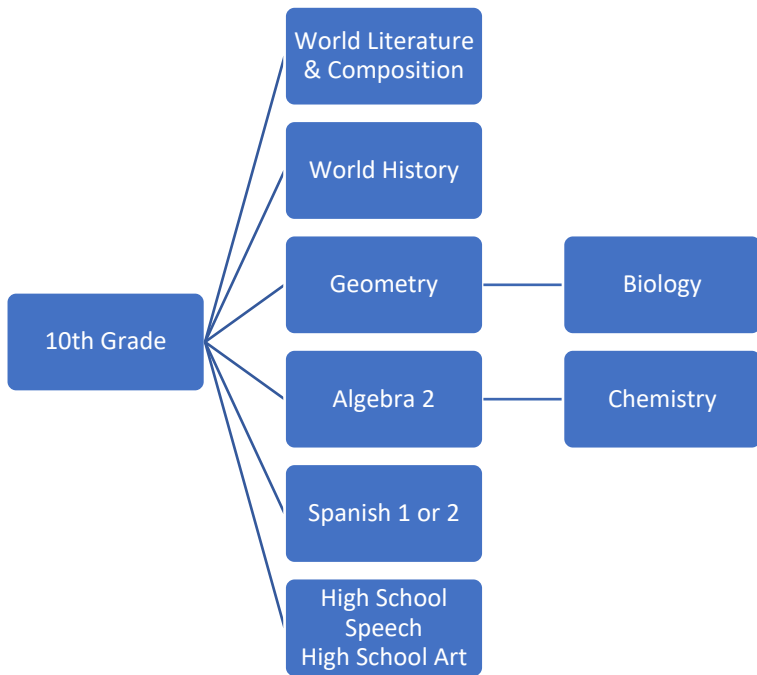 World Literature
& Composition
World History
Geometry
Biology
10th Grade
Algebra 2
Chemistry
Spanish 1 or 2
High School
Speech
High School Art